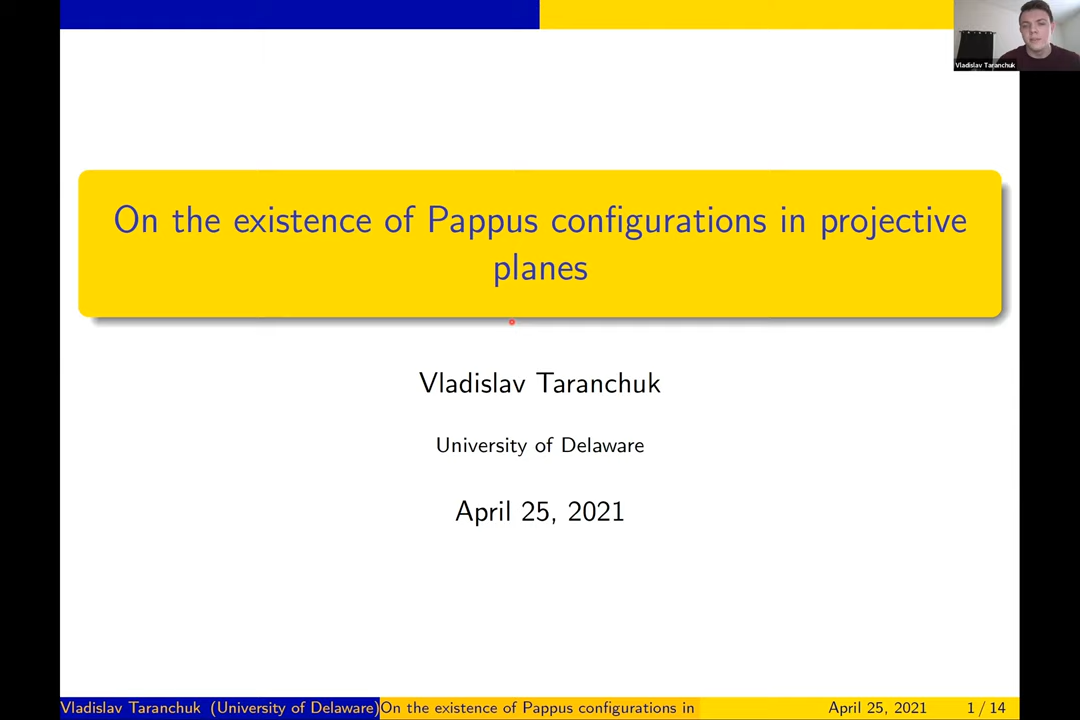 Vladislav Taranchuk
On the existence of Pappus configurations in projective
planes
Vladislav Taranchuk
University of Delaware
April 25, 2021
Vladislav Taranchuk (University of Delaware) On the existence of Pappus configurations in April 25, 2021 1 / 14